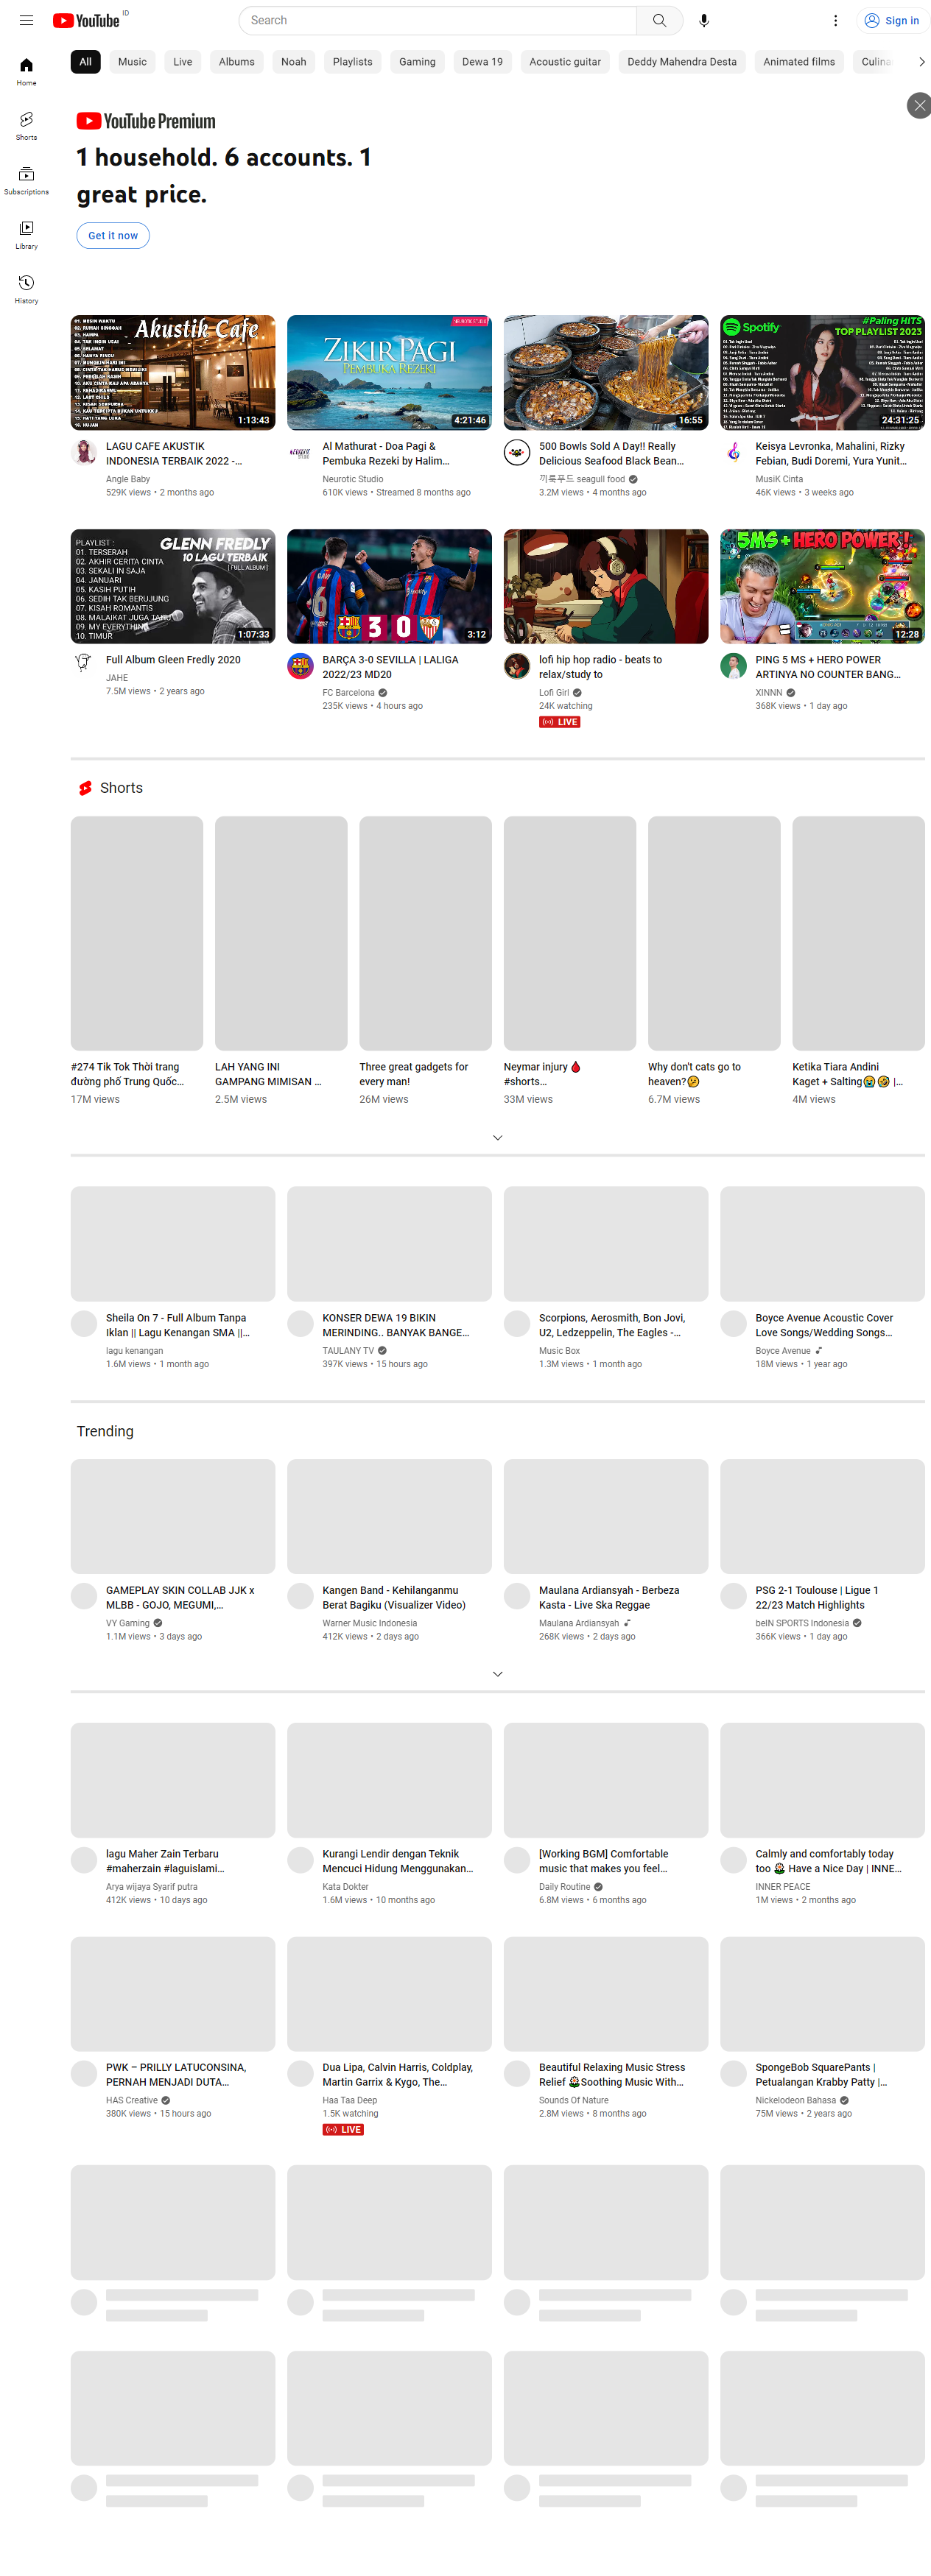 YouTube ID
Search
Sign in
Home
Shorts
Subscriptions
Library
History
All
Music
Live
Albums
Noah
Playlists
Gaming
Dewa 19
Acoustic guitar
Deddy Mahendra Desta
Animated films
YouTube Premium
1 household. 6 accounts. 1
great price.
Get it now
Akustik Cafe
1:13:43
LAGU CAFE AKUSTIK
INDONESIA TERBAIK 2022 -...
Angle Baby
529K views • 2 months ago
ZIKIR PAGI
PEMBUKA REZEKI
4:21:46
Al Mathurat - Doa Pagi &
Pembuka Rezeki by Halim...
Neurotic Studio
610K views • Streamed 8 months ago
16:55
500 Bowls Sold A Day!! Really
Delicious Seafood Black Bean...
끼룩푸드 seagull food
3.2M views • 4 months ago
Spotify
#Paling HITS
TOP PLAYLIST 2023
24:31:25
Keisya Levronka, Mahalini, Rizky
Febian, Budi Doremi, Yura Yunit...
MusiK Cinta
46K views • 3 weeks ago
PLAYLIST :
01. TERSERAH
02. AKHIR CERITA CINTA
03. SEKALI IN SAJA
04. JANUARI
05. KASIH PUTIH
06. SEDIH TAK BERUJUNG
07. KISAH ROMANTIS
08. MALAIKAT JUGA TAHU
09. MY EVERYTHING
10. TIMUR
GLENN FREDLY
10 LAGU TERBAIK
[ FULL ALBUM ]
1:07:33
Full Album Gleen Fredly 2020
JAHE
7.5M views • 2 years ago
6
3 0
3:12
BARÇA 3-0 SEVILLA | LALIGA
2022/23 MD20
FC Barcelona
235K views • 4 hours ago
lofi hip hop radio - beats to
relax/study to
Lofi Girl
24K watching
LIVE
5MS + HERO POWER !
12:28
PING 5 MS + HERO POWER
ARTINYA NO COUNTER BANG...
XINNN
368K views • 1 day ago
Shorts
#274 Tik Tok Thời trang
đường phố Trung Quốc...
17M views
LAH YANG INI
GAMPANG MIMISAN ...
2.5M views
Three great gadgets for
every man!
26M views
Neymar injury 🩸
#shorts...
33M views
Why don't cats go to
heaven?🤔
6.7M views
Ketika Tiara Andini
Kaget + Salting😭🤣 |...
4M views
Sheila On 7 - Full Album Tanpa
Iklan || Lagu Kenangan SMA ||...
lagu kenangan
1.6M views • 1 month ago
KONSER DEWA 19 BIKIN
MERINDING.. BANYAK BANGE...
TAULANY TV
397K views • 15 hours ago
Scorpions, Aerosmith, Bon Jovi,
U2, Ledzeppelin, The Eagles -...
Music Box
1.3M views • 1 month ago
Boyce Avenue Acoustic Cover
Love Songs/Wedding Songs...
Boyce Avenue
18M views • 1 year ago
Trending
GAMEPLAY SKIN COLLAB JJK x
MLBB - GOJO, MEGUMI,...
VY Gaming
1.1M views • 3 days ago
Kangen Band - Kehilanganmu
Berat Bagiku (Visualizer Video)
Warner Music Indonesia
412K views • 2 days ago
Maulana Ardiansyah - Berbeza
Kasta - Live Ska Reggae
Maulana Ardiansyah
268K views • 2 days ago
PSG 2-1 Toulouse | Ligue 1
22/23 Match Highlights
beIN SPORTS Indonesia
366K views • 1 day ago
lagu Maher Zain Terbaru
#maherzain #laguislami...
Arya wijaya Syarif putra
412K views • 10 days ago
Kurangi Lendir dengan Teknik
Mencuci Hidung Menggunakan...
Kata Dokter
1.6M views • 10 months ago
[Working BGM] Comfortable
music that makes you feel...
Daily Routine
6.8M views • 6 months ago
Calmly and comfortably today
too Have a Nice Day | INNE...
INNER PEACE
1M views • 2 months ago
PWK – PRILLY LATUCONSINA,
PERNAH MENJADI DUTA...
HAS Creative
380K views • 15 hours ago
Dua Lipa, Calvin Harris, Coldplay,
Martin Garrix & Kygo, The...
Haa Taa Deep
1.5K watching
LIVE
Beautiful Relaxing Music Stress
Relief Soothing Music With...
Sounds Of Nature
2.8M views • 8 months ago
SpongeBob SquarePants |
Petualangan Krabby Patty |...
Nickelodeon Bahasa
75M views • 2 years ago